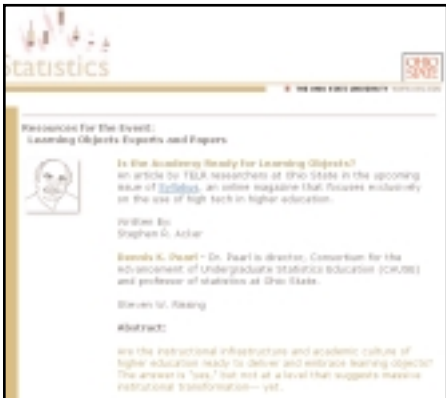 Statistics
OHIO
STATE
THE OHIO STATE UNIVERSITY
Resources for the Event:
Learning Objects Experts and Papers
Is the Academy Ready for Learning Objects?
An article by TELR researchers at Ohio State in the upcoming
issue of Syllabus, an online magazine that focuses exclusively
on the use of high tech in higher education.
Written By:
Stephen R. Acker
Dennis K. Pearl - Dr. Pearl is director, Consortium for the
Advancement of Undergraduate Statistics Education (CAUSE)
and professor of statistics at Ohio State.
Steven W. Rissing
Abstract:
Are the instructional infrastructure and academic culture of
higher education ready to deliver and embrace learning objects?
The answer is "yes," but not at a level that suggests massive
institutional transformation— yet.